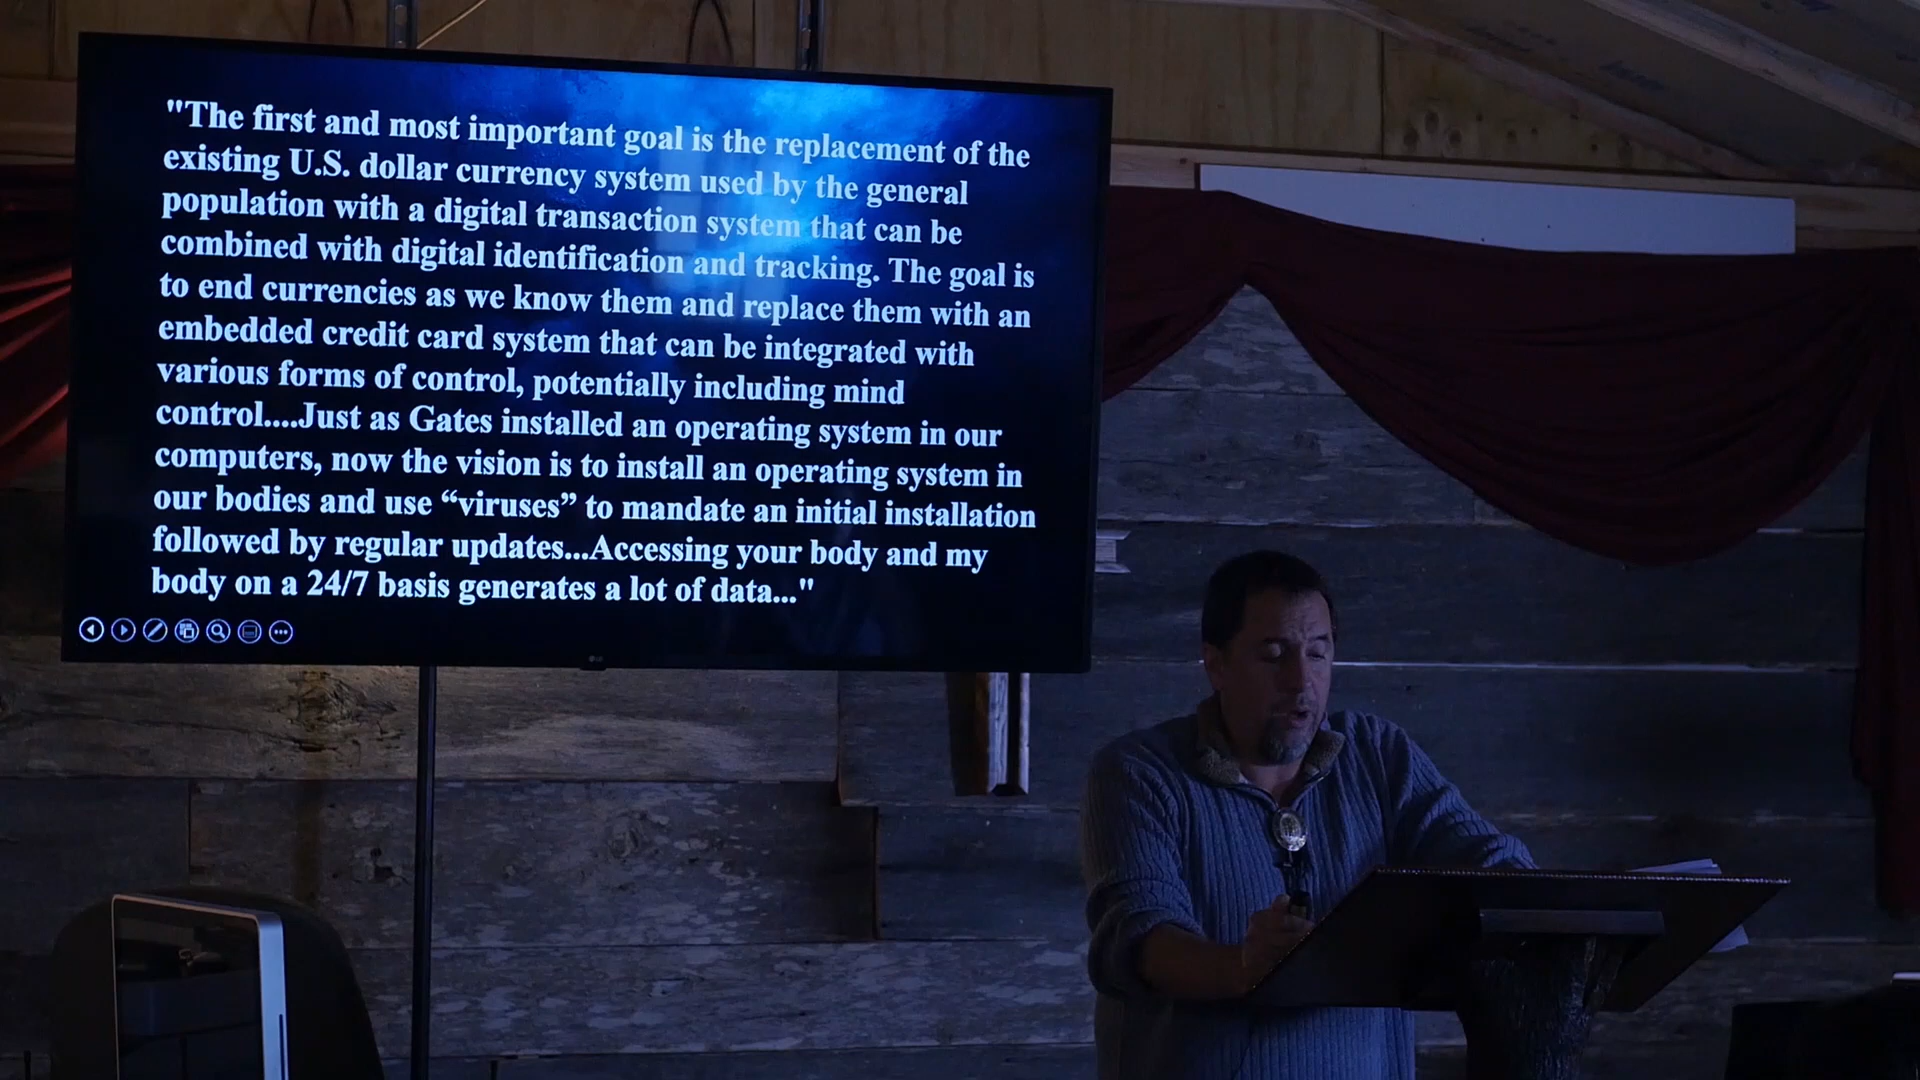 "The first and most important goal is the replacement of the
existing U.S. dollar currency system used by the general
population with a digital transaction system that can be
combined with digital identification and tracking. The goal is
to end currencies as we know them and replace them with an
embedded credit card system that can be integrated with
various forms of control, potentially including mind
control....Just as Gates installed an operating system in our
computers, now the vision is to install an operating system in
our bodies and use “viruses” to mandate an initial installation
followed by regular updates...Accessing your body and my
body on a 24/7 basis generates a lot of data..."